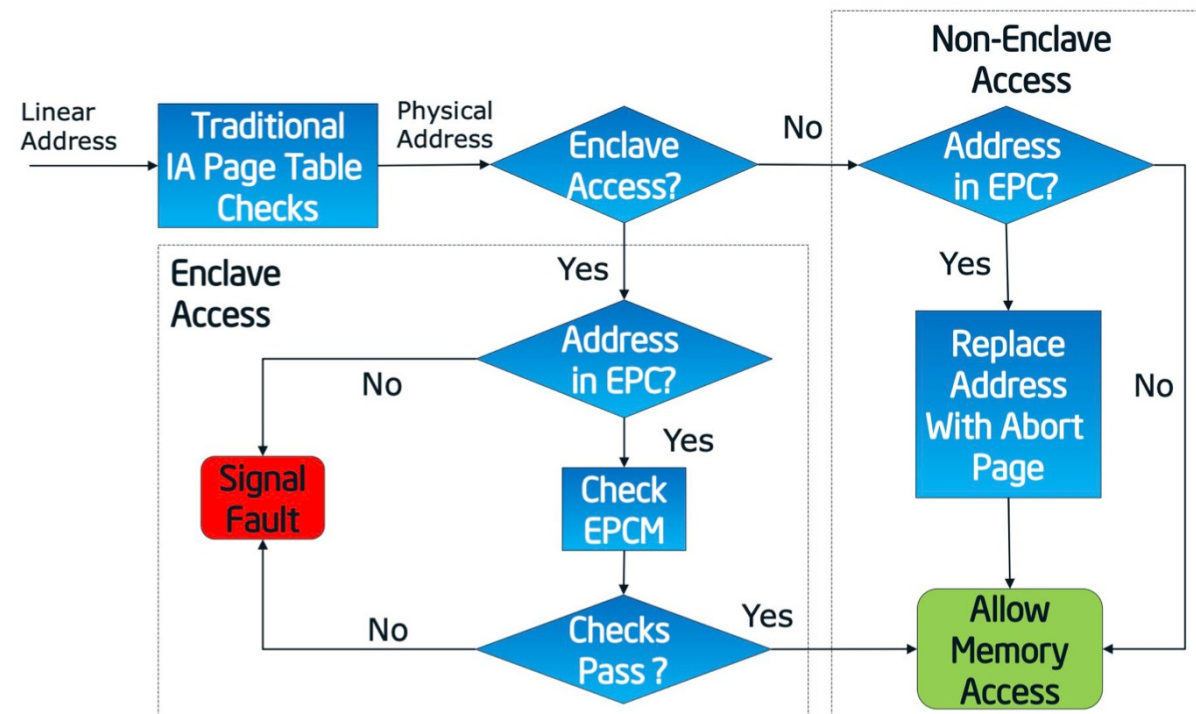 Non-Enclave
Access
Linear
Address
Traditional
IA Page Table
Checks
Physical
Address
Enclave
Access?
No
Address
in EPC?
Enclave
Access
Yes
Yes
Address
in EPC?
No
Replace
Address
With Abort
Page
No
Yes
Signal
Fault
Check
EPCM
No
Checks
Pass ?
Yes
Allow
Memory
Access